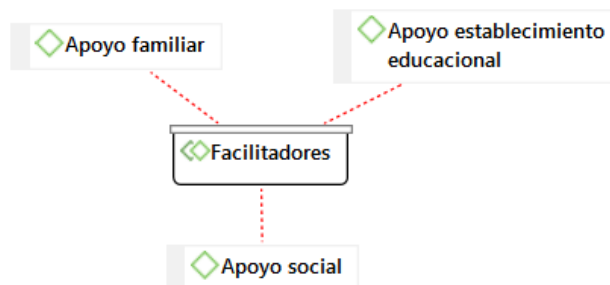 Apoyo familiar
Apoyo establecimiento
educacional
Facilitadores
Apoyo social